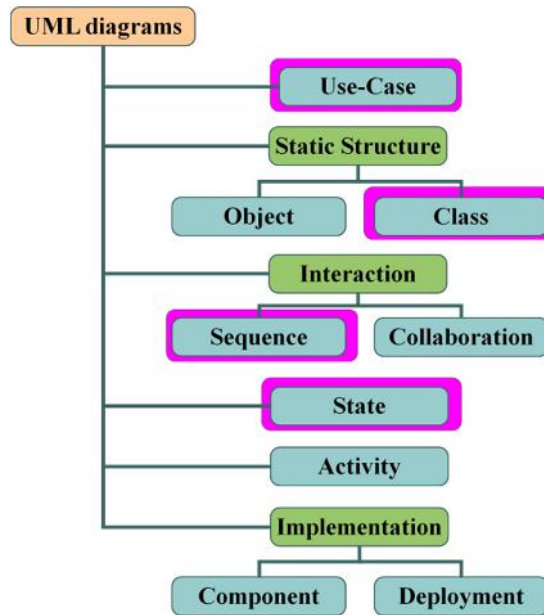 UML diagrams
Use-Case
Static Structure
Object
Class
Interaction
Sequence
Collaboration
State
Activity
Implementation
Component
Deployment